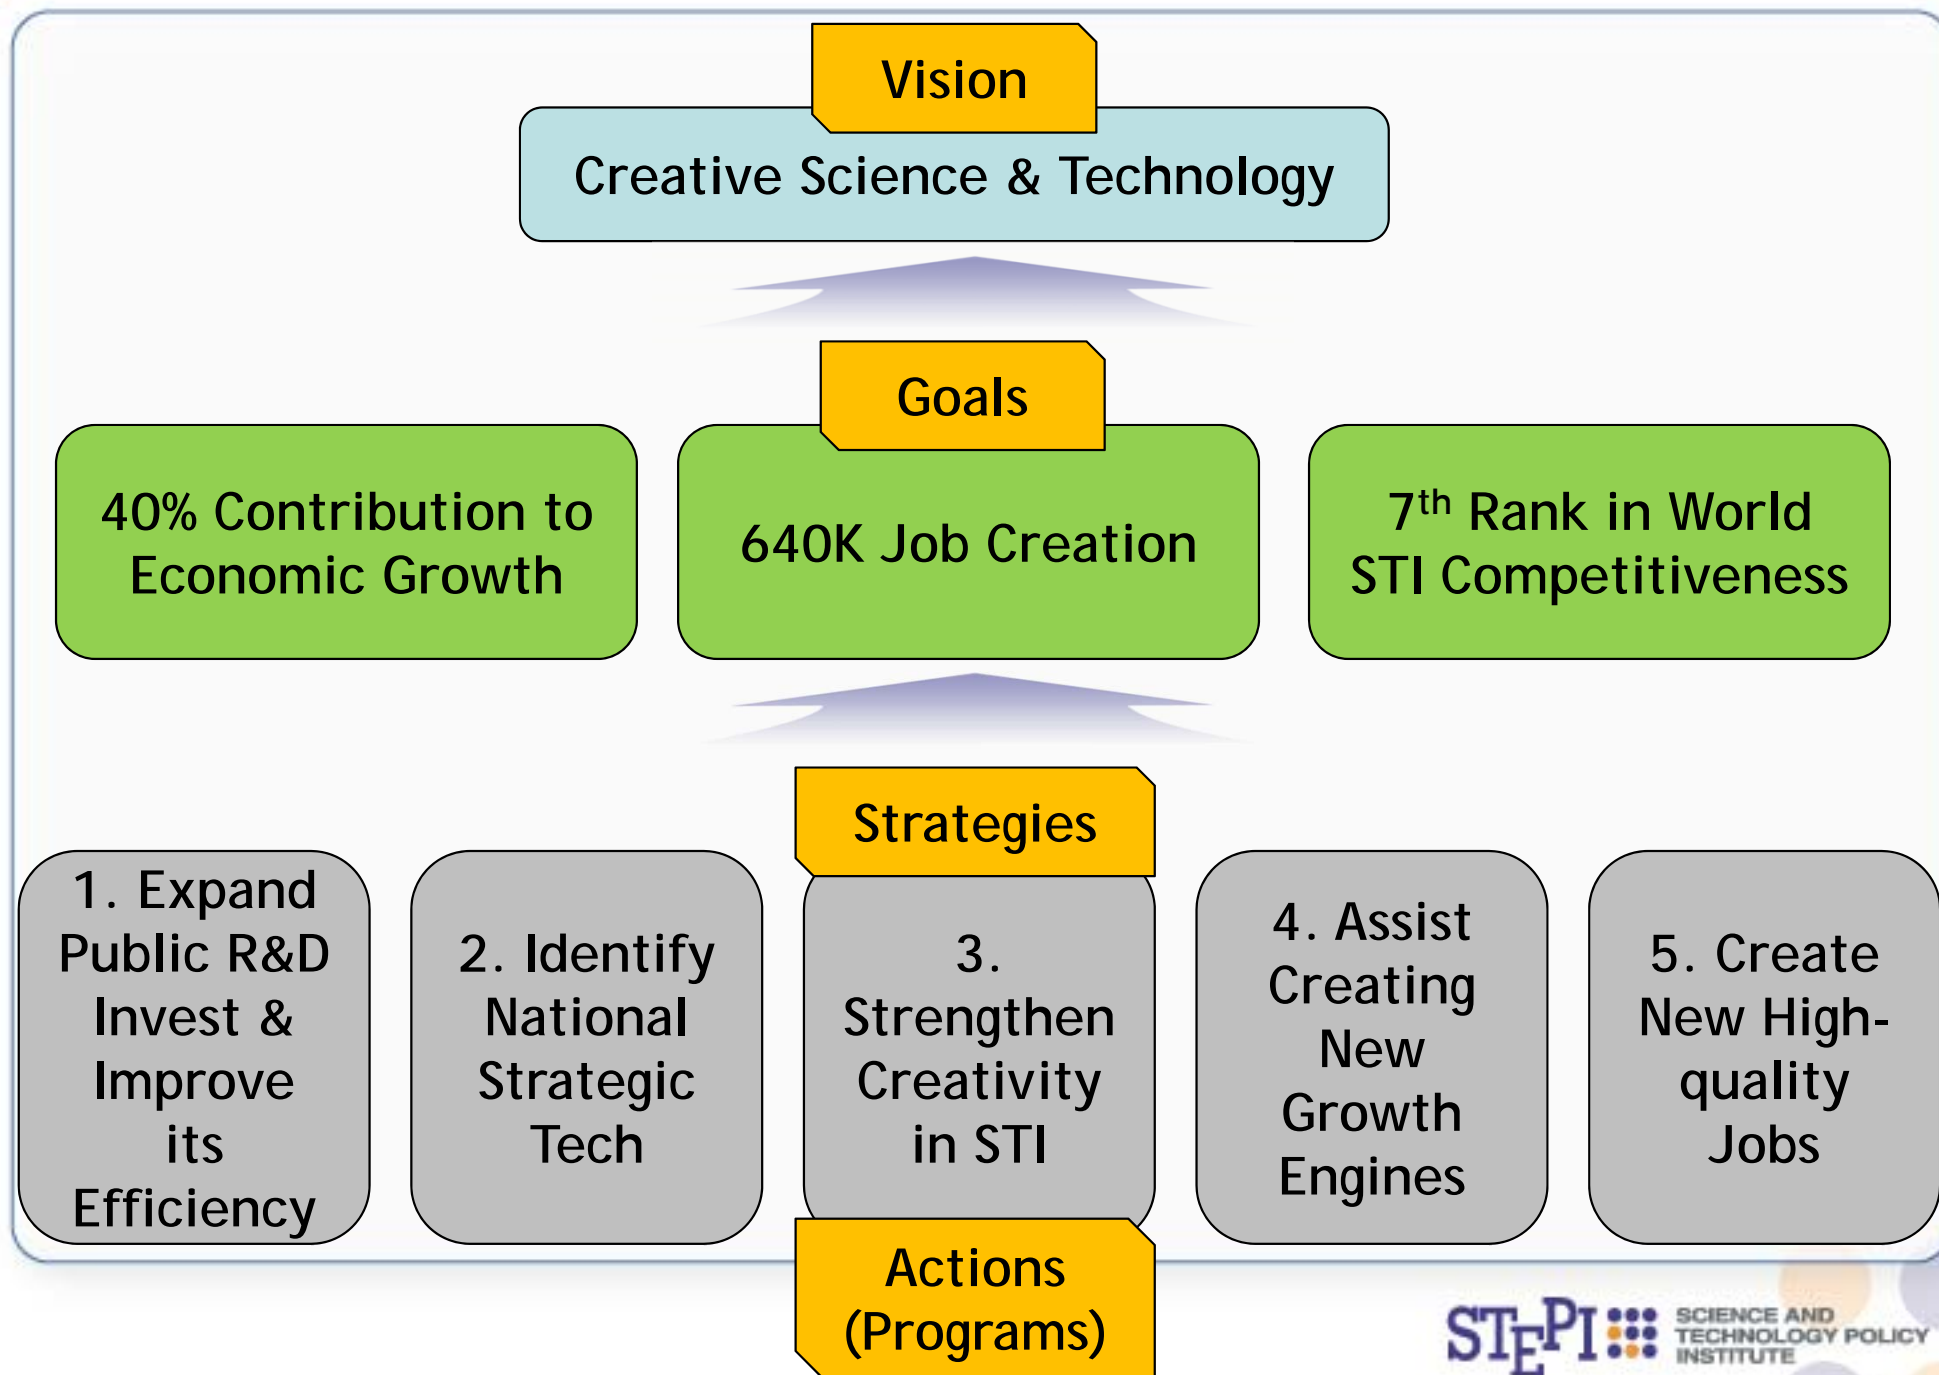 Vision
Creative Science & Technology
Goals
40% Contribution to
Economic Growth
640K Job Creation
7th Rank in World
STI Competitiveness
Strategies
1. Expand
Public R&D
Invest &
Improve
its
Efficiency
2. Identify
National
Strategic
Tech
3.
Strengthen
Creativity
in STI
4. Assist
Creating
New
Growth
Engines
5. Create
New High-
quality
Jobs
Actions
(Programs)
STEPI
SCIENCE AND
TECHNOLOGY POLICY
INSTITUTE